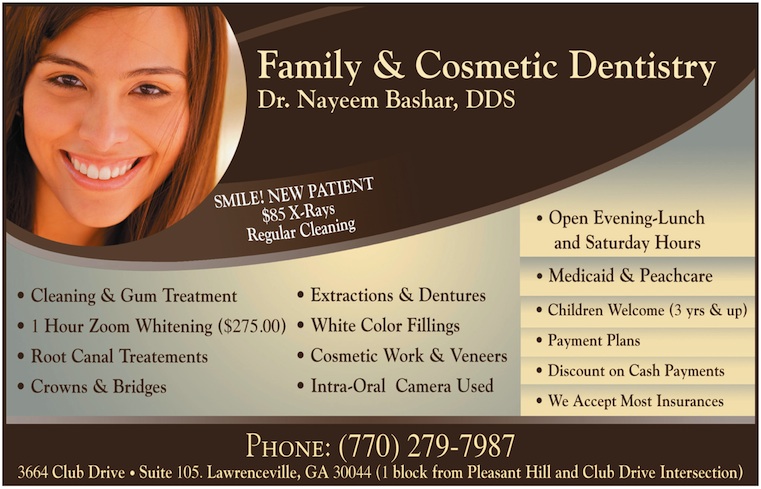 Family & Cosmetic Dentistry
Dr. Nayeem Bashar, DDS
SMILE! NEW PATIENT
$85 X-Rays
Regular Cleaning
• Cleaning & Gum Treatment
• 1 Hour Zoom Whitening ($275.00)
• Root Canal Treatements
• Crowns & Bridges
• Extractions & Dentures
• White Color Fillings
• Cosmetic Work & Veneers
• Intra-Oral Camera Used
• Open Evening-Lunch
and Saturday Hours
• Medicaid & Peachcare
• Children Welcome (3 yrs & up)
• Payment Plans
• Discount on Cash Payments
• We Accept Most Insurances
PHONE: (770) 279-7987
3664 Club Drive • Suite 105. Lawrenceville, GA 30044 (1 block from Pleasant Hill and Club Drive Intersection)